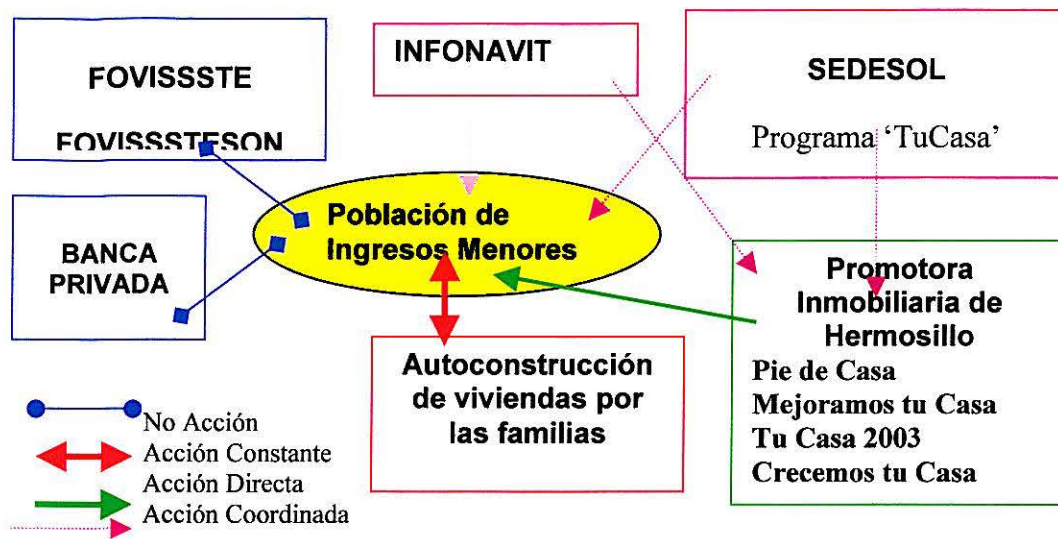 FOVISSSTE
FOVISSSTESON
INFONAVIT
SEDESOL
Programa ‘TuCasa’
BANCA
PRIVADA
Población de
Ingresos Menores
Promotora
Inmobiliaria de
Hermosillo
Pie de Casa
Mejoramos tu Casa
Tu Casa 2003
Crecemos tu Casa
Autoconstrucción
de viviendas por
las familias
No Acción
Acción Constante
Acción Directa
Acción Coordinada